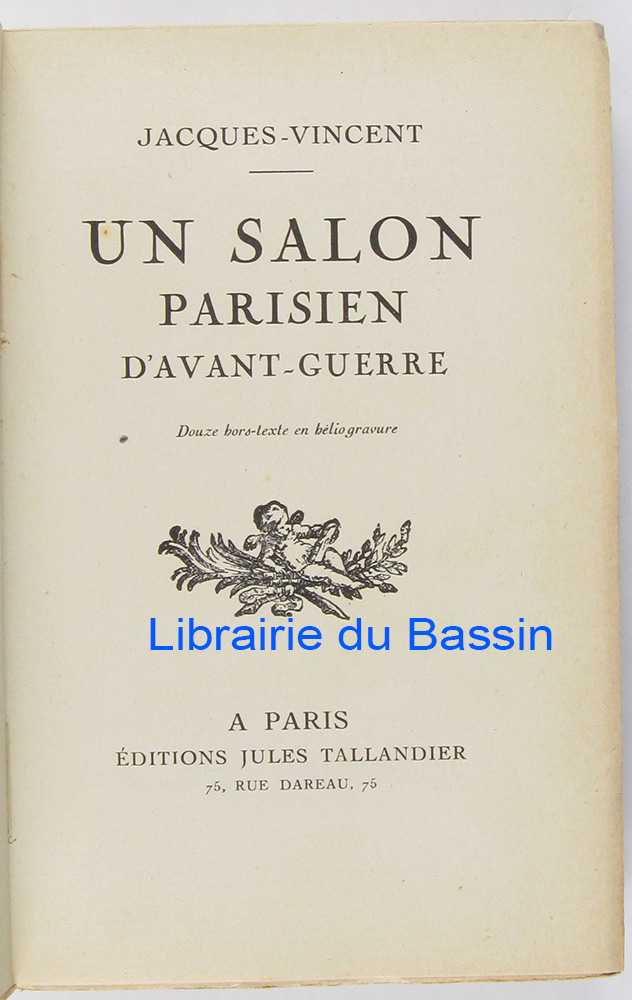 JACQUES-VINCENT
UN SALON
PARISIEN
D'AVANT-GUERRE
Douze hors-texte en héliogravure
Librairie du Bassin
A PARIS
ÉDITIONS JULES TALLANDIER
75, RUE DAREAU, 75